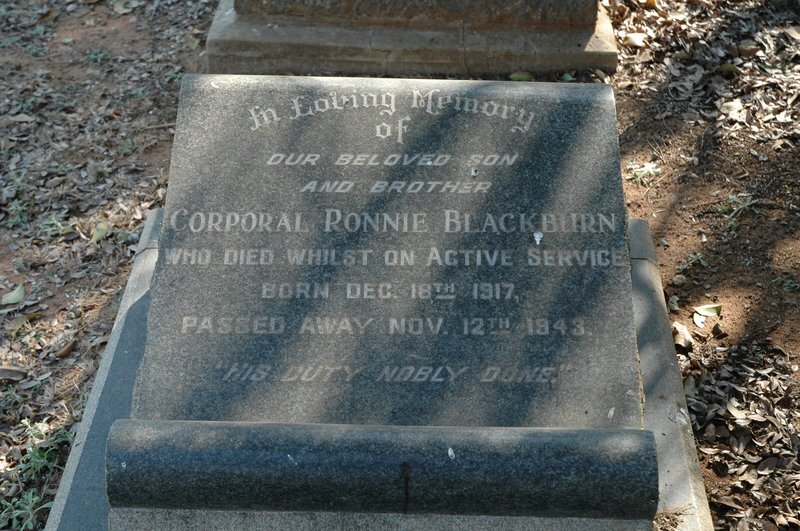 In Loving Memory
of
OUR BELOVED SON
AND BROTHER
CORPORAL RONNIE BLACKBURN
WHO DIED WHILST ON ACTIVE SERVICE
BORN DEC. 18TH 1917,
PASSED AWAY NOV. 12TH 1943.
"HIS DUTY NOBLY DONE"